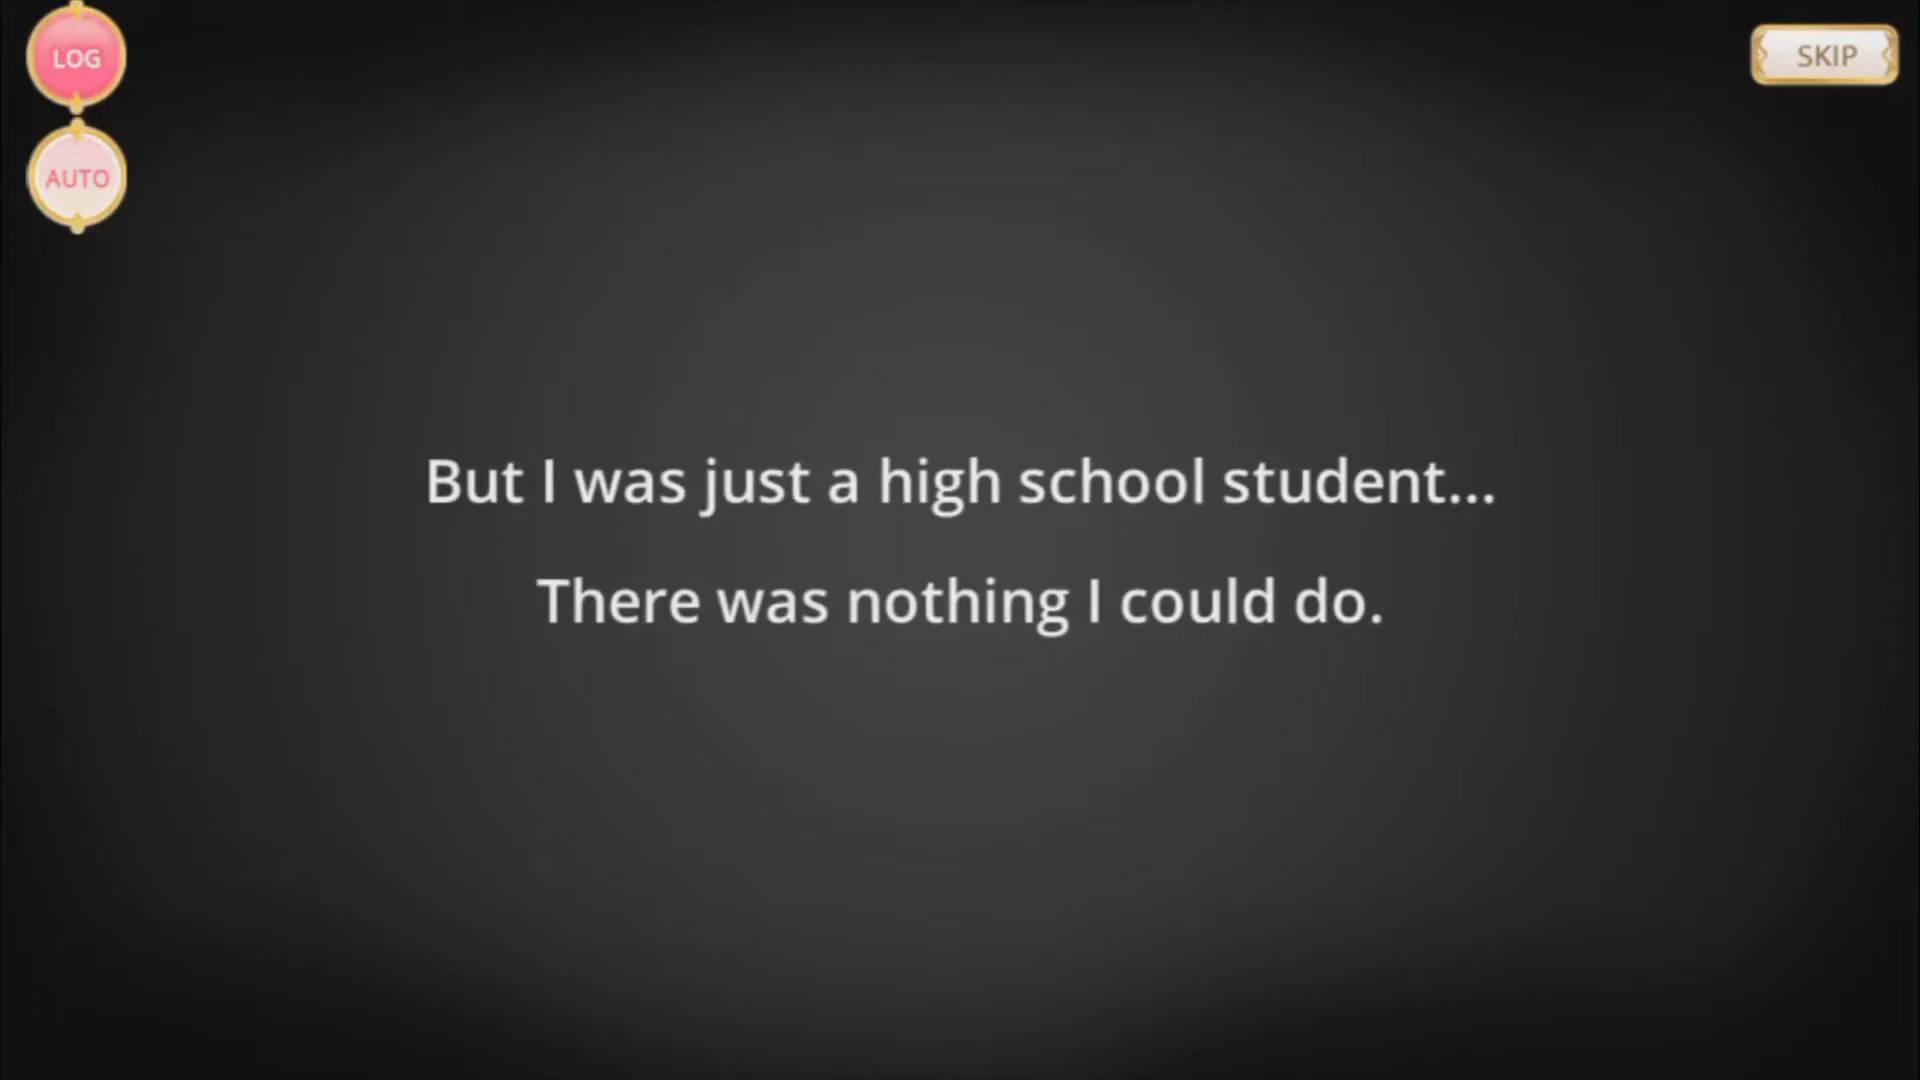 LOG
SKIP
AUTO
But I was just a high school student...
There was nothing I could do.